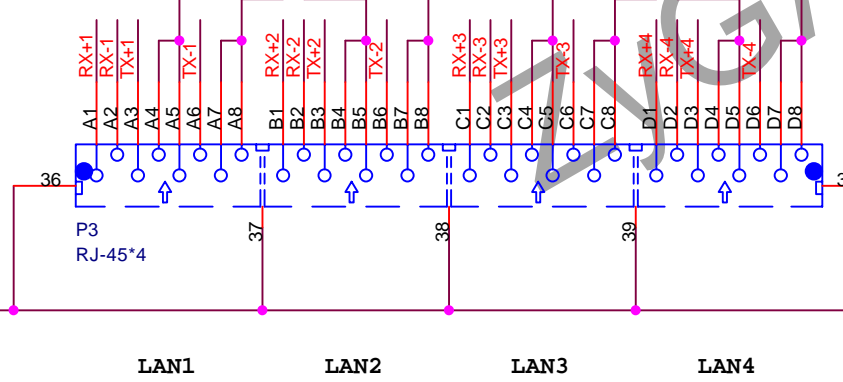 RX+1 RX-1 TX+1 TX-1 RX+2 RX-2 TX+2 TX-2 RX+3 RX-3 TX+3 TX-3 RX+4 RX-4 TX+4 TX-4
A1 A2 A3 A4 A5 A6 A7 A8 B1 B2 B3 B4 B5 B6 B7 B8 C1 C2 C3 C4 C5 C6 C7 C8 D1 D2 D3 D4 D5 D6 D7 D8
36
37 38 39
P3
RJ-45*4
LAN1 LAN2 LAN3 LAN4